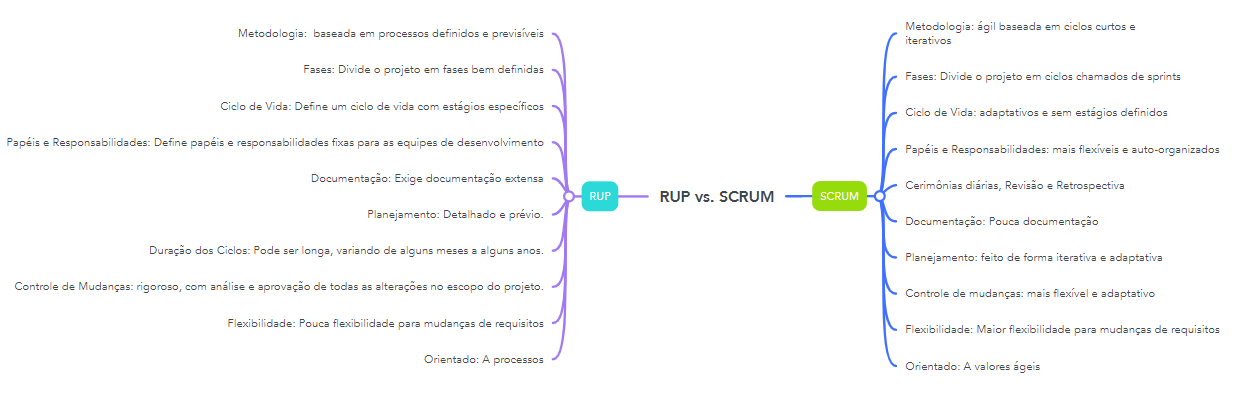 Metodologia:  baseada em processos definidos e previsíveis
Fases: Divide o projeto em fases bem definidas
Ciclo de Vida: Define um ciclo de vida com estágios específicos
Papéis e Responsabilidades: Define papéis e responsabilidades fixas para as equipes de desenvolvimento
Documentação: Exige documentação extensa
Planejamento: Detalhado e prévio.
Duração dos Ciclos: Pode ser longa, variando de alguns meses a alguns anos.
Controle de Mudanças: rigoroso, com análise e aprovação de todas as alterações no escopo do projeto.
Flexibilidade: Pouca flexibilidade para mudanças de requisitos
Orientado: A processos
RUP
RUP vs. SCRUM
SCRUM
Metodologia: ágil baseada em ciclos curtos e
iterativos
Fases: Divide o projeto em ciclos chamados de sprints
Ciclo de Vida: adaptativos e sem estágios definidos
Papéis e Responsabilidades: mais flexíveis e auto-organizados
Cerimônias diárias, Revisão e Retrospectiva
Documentação: Pouca documentação
Planejamento: feito de forma iterativa e adaptativa
Controle de mudanças: mais flexível e adaptativo
Flexibilidade: Maior flexibilidade para mudanças de requisitos
Orientado: A valores ágeis